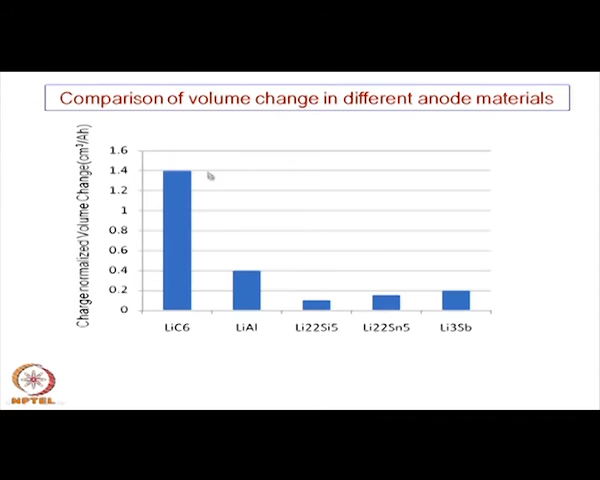 Comparison of volume change in different anode materials
Charge normalized Volume Change(cm³/Ah)
1.6
1.4
1.2
1
0.8
0.6
0.4
0.2
0
LiC6 LiAl Li22Si5 Li22Sn5 Li3Sb
NPTEL